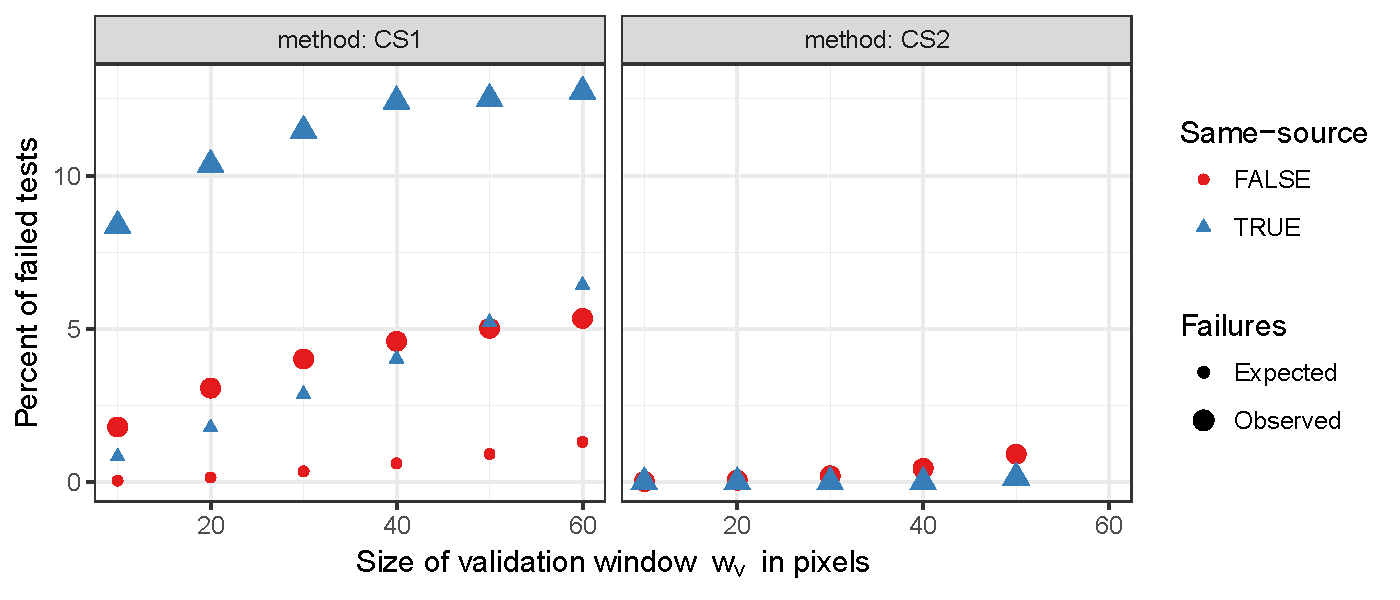 method: CS1
method: CS2
Percent of failed tests
10
5
0
20
40
60
20
40
60
Size of validation window wv in pixels
Same−source
FALSE
TRUE
Failures
Expected
Observed